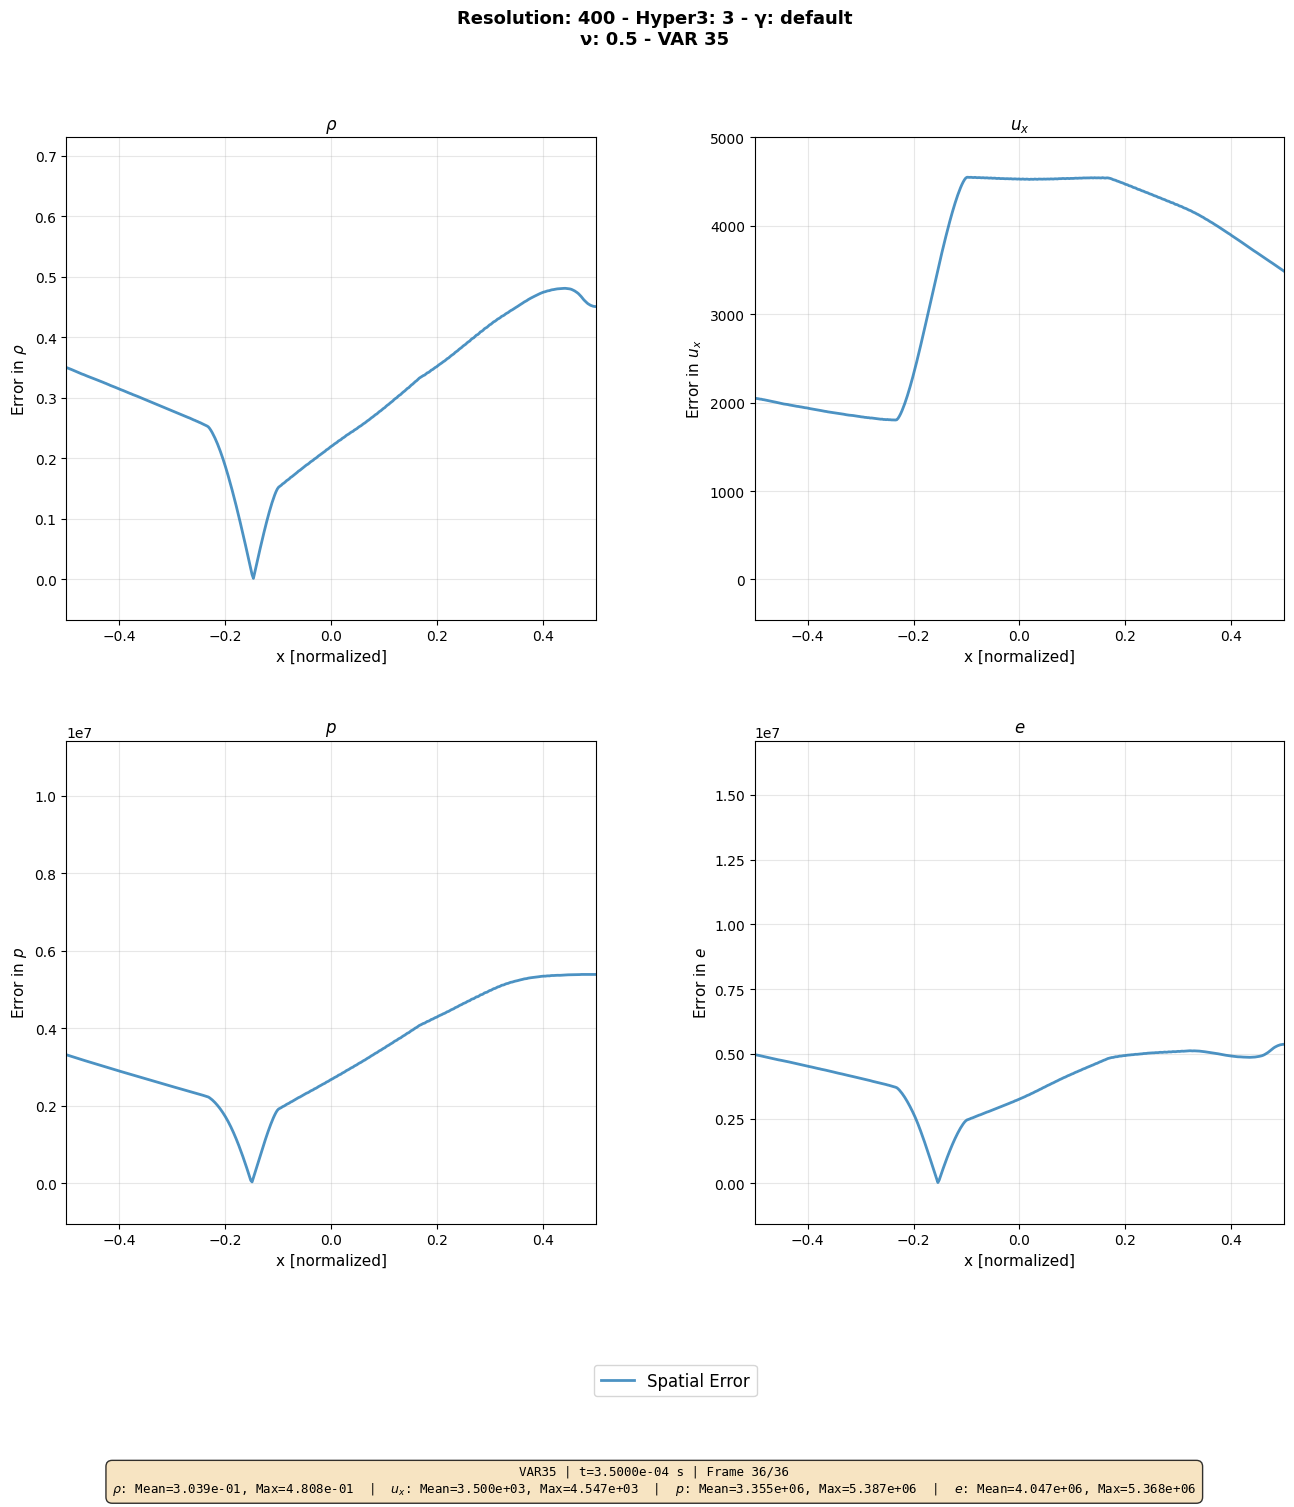 Resolution: 400 - Hyper3: 3 - γ: default
ν: 0.5 - VAR 35
ρ
0.7
0.6
0.5
0.4
0.3
0.2
0.1
0.0
Error in ρ
−0.4 −0.2 0.0 0.2 0.4
x [normalized]
u_x
5000
4000
3000
2000
1000
0
Error in u_x
−0.4 −0.2 0.0 0.2 0.4
x [normalized]
p
1e7
1.0
0.8
0.6
0.4
0.2
0.0
Error in p
−0.4 −0.2 0.0 0.2 0.4
x [normalized]
e
1e7
1.50
1.25
1.00
0.75
0.50
0.25
0.00
Error in e
−0.4 −0.2 0.0 0.2 0.4
x [normalized]
Spatial Error
VAR35 | t=3.5000e-04 s | Frame 36/36
ρ: Mean=3.039e-01, Max=4.808e-01 | u_x: Mean=3.500e+03, Max=4.547e+03 | p: Mean=3.355e+06, Max=5.387e+06 | e: Mean=4.047e+06, Max=5.368e+06